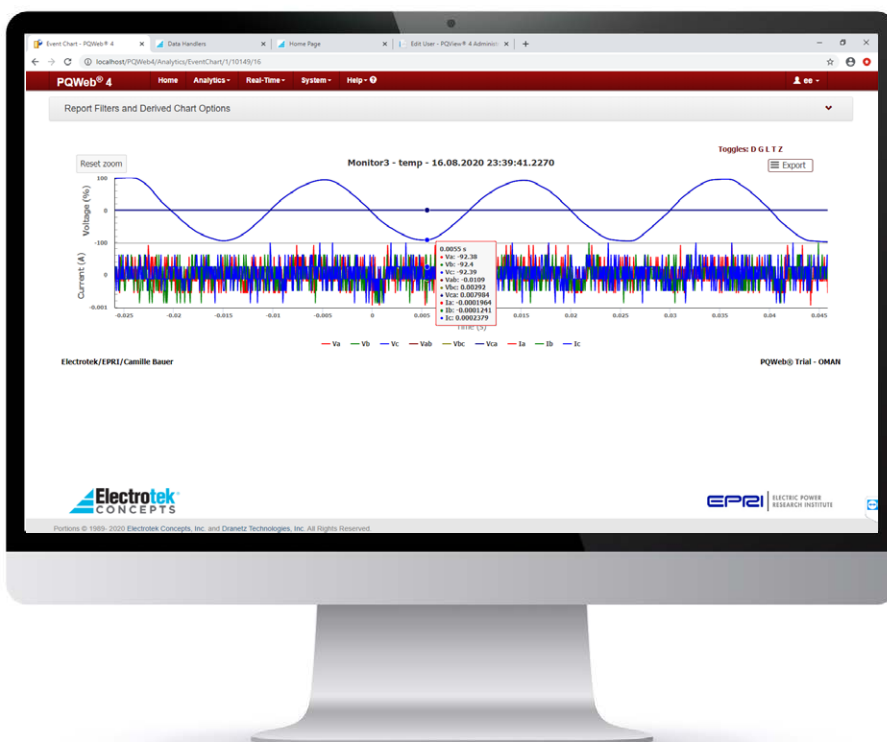 Event Chart - PQWeb® 4
Date Handlers
Home Page
Edit User - PQView® 4 Administ
localhost/PQWeb4/Analytics/EventChart/1/10149/16
PQWeb® 4 Home Analytics Real-Time System Help ee
Report Filters and Derived Chart Options
Toggles: D G L T Z
Reset zoom
Monitor3 - temp - 16.08.2020 23:39:41.2270
Export
Voltage (%)
100
0
-100
Current (A)
0
-0.001
0.0055 s
Va: -92.38
Vb: -92.4
Vc: -92.39
Vab: -0.0109
Vbc: 0.00392
Vca: 0.007984
Ia: -0.0001964
Ib: -0.0001241
Ic: 0.0002379
-0.025 -0.02 -0.015 -0.01 -0.005 0 0.005 0.015 0.02 0.025 0.03 0.035 0.04 0.045
Time (s)
Va Vb Vc Vab Vbc Vca Ia Ib Ic
Electrotek/EPRI/Camille Bauer
PQWeb® Trial - OMAN
Electrotek
CONCEPTS
EPRI
ELECTRIC POWER
RESEARCH INSTITUTE
Portions © 1989- 2020 Electrotek Concepts, Inc. and Dranetz Technologies, Inc. All Rights Reserved.